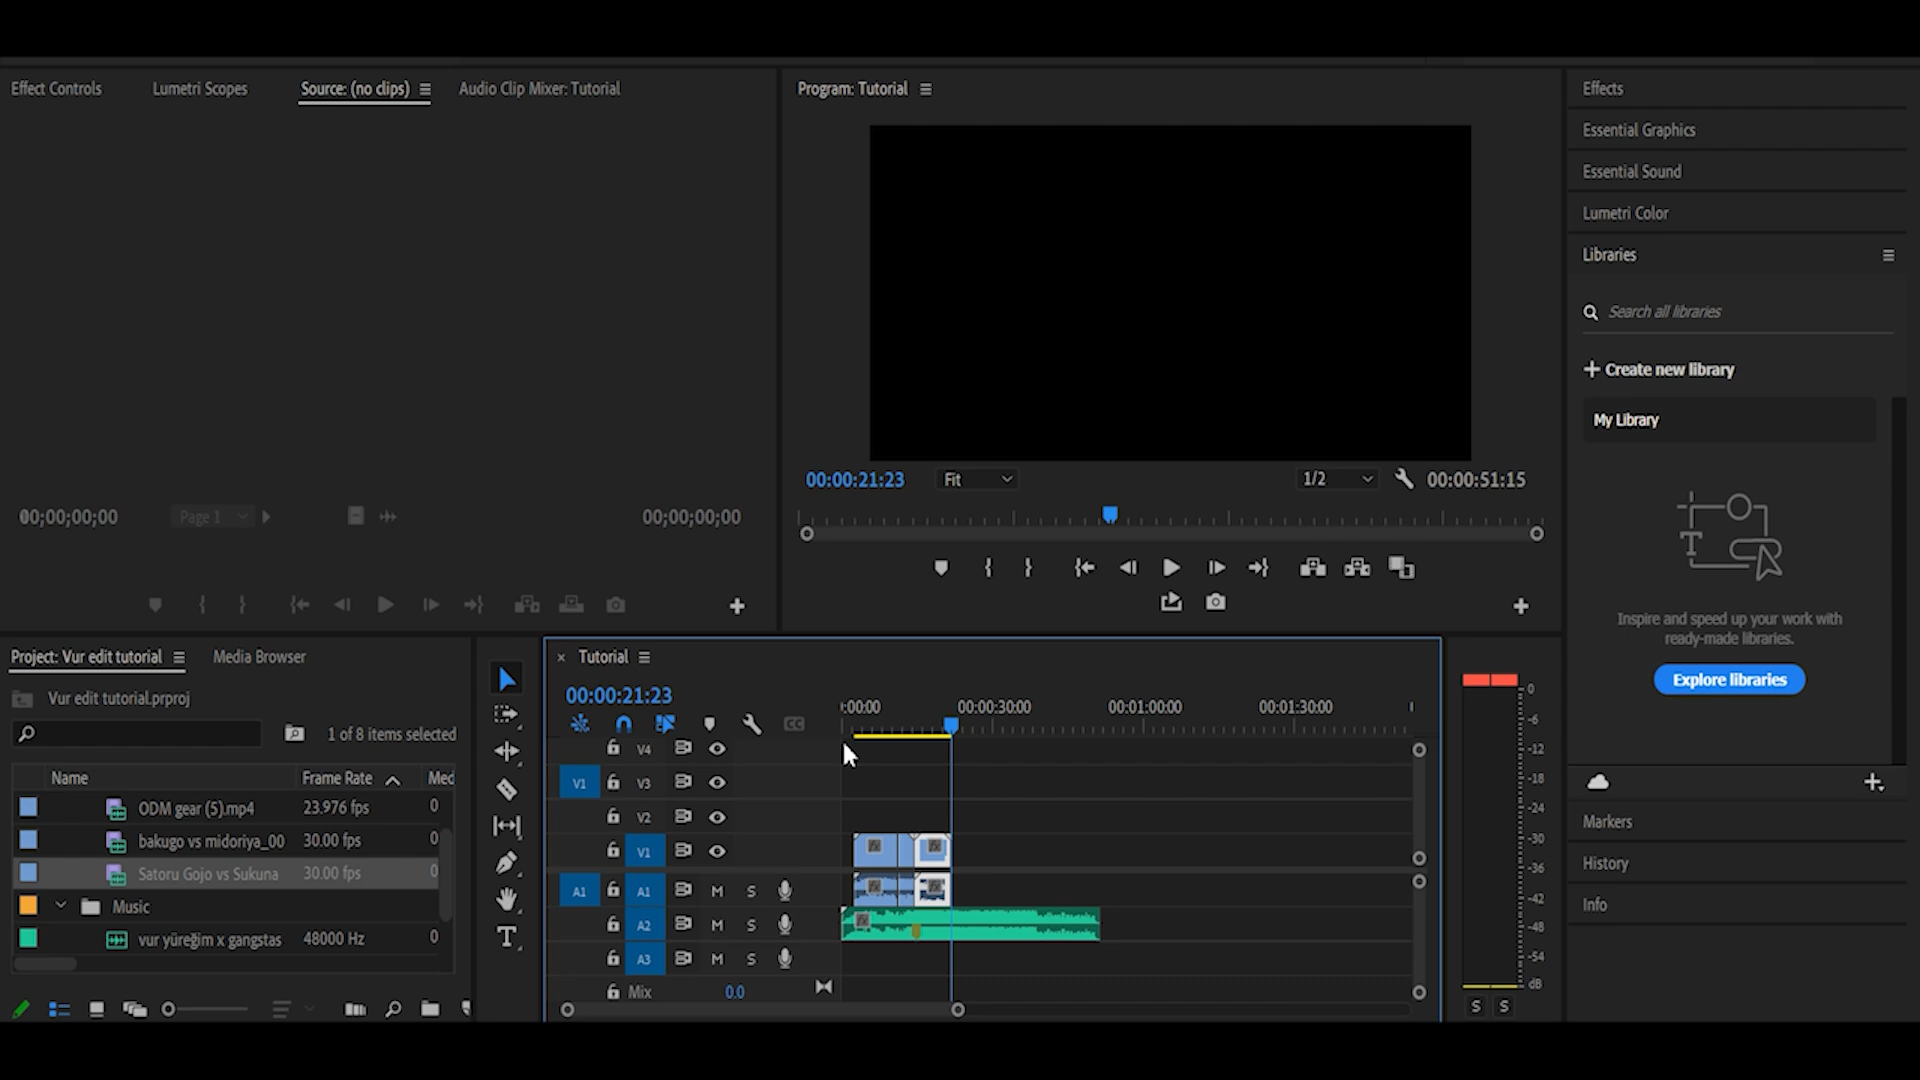 Effect Controls
Lumetri Scopes
Source: (no clips)
Audio Clip Mixer: Tutorial
Program: Tutorial
Effects
Essential Graphics
Essential Sound
Lumetri Color
Libraries
Search all libraries
Create new library
My Library
00:00:21:23
Fit
1/2
00:00:51:15
00;00;00;00
Page 1
00;00;00;00
T
Inspire and speed up your work with
ready-made libraries.
Explore libraries
Project: Vur edit tutorial
Media Browser
Vur edit tutorial.prproj
1 of 8 items selected
Name
Frame Rate
Med
ODM gear (5).mp4
23.976 fps
0
bakugo vs midoriya_00
30.00 fps
0
Satoru Gojo vs Sukuna
30.00 fps
0
Music
vur yüreğim x gangstas
48000 Hz
0
T
Tutorial
00:00:21:23
:00:00
00:00:30:00
00:01:00:00
00:01:30:00
V4
V1
V3
V2
V1
fx
fx
A1
A1
M
S
fx
fx
A2
M
S
fx
A3
M
S
Mix
0.0
0
-6
-12
-18
-24
-30
-36
-42
-48
-54
dB
S
S
Markers
History
Info